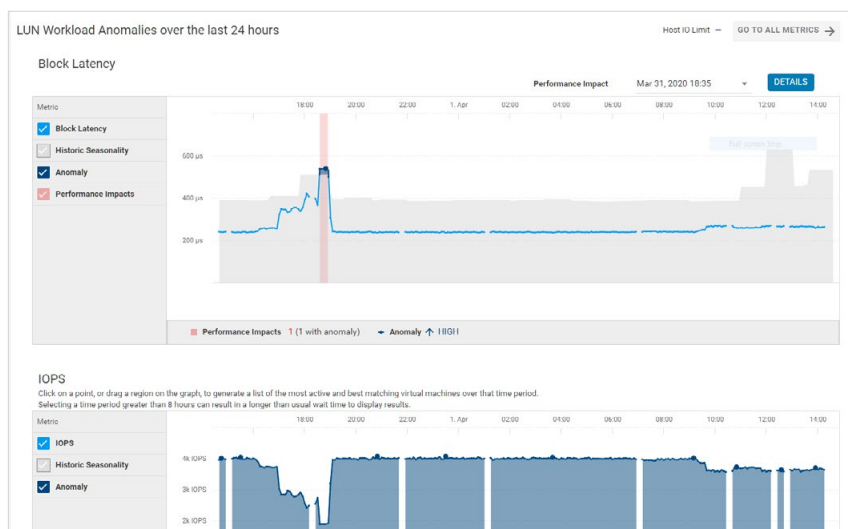 LUN Workload Anomalies over the last 24 hours
Host IO Limit – GO TO ALL METRICS →
Block Latency
Performance Impact Mar 31, 2020 18:35 DETAILS
Metric
18:00 20:00 22:00 1. Apr 02:00 04:00 06:00 08:00 10:00 12:00 14:00
Block Latency
Historic Seasonality
Anomaly
Performance Impacts
600 µs
400 µs
200 µs
Performance Impacts 1 (1 with anomaly) Anomaly ↑ HIGH
IOPS
Click on a point, or drag a region on the graph, to generate a list of the most active and best matching virtual machines over that time period.
Selecting a time period greater than 8 hours can result in a longer than usual wait time to display results.
Metric
18:00 20:00 22:00 1. Apr 02:00 04:00 06:00 08:00 10:00 12:00 14:00
IOPS
Historic Seasonality
Anomaly
4k IOPS
3k IOPS
2k IOPS